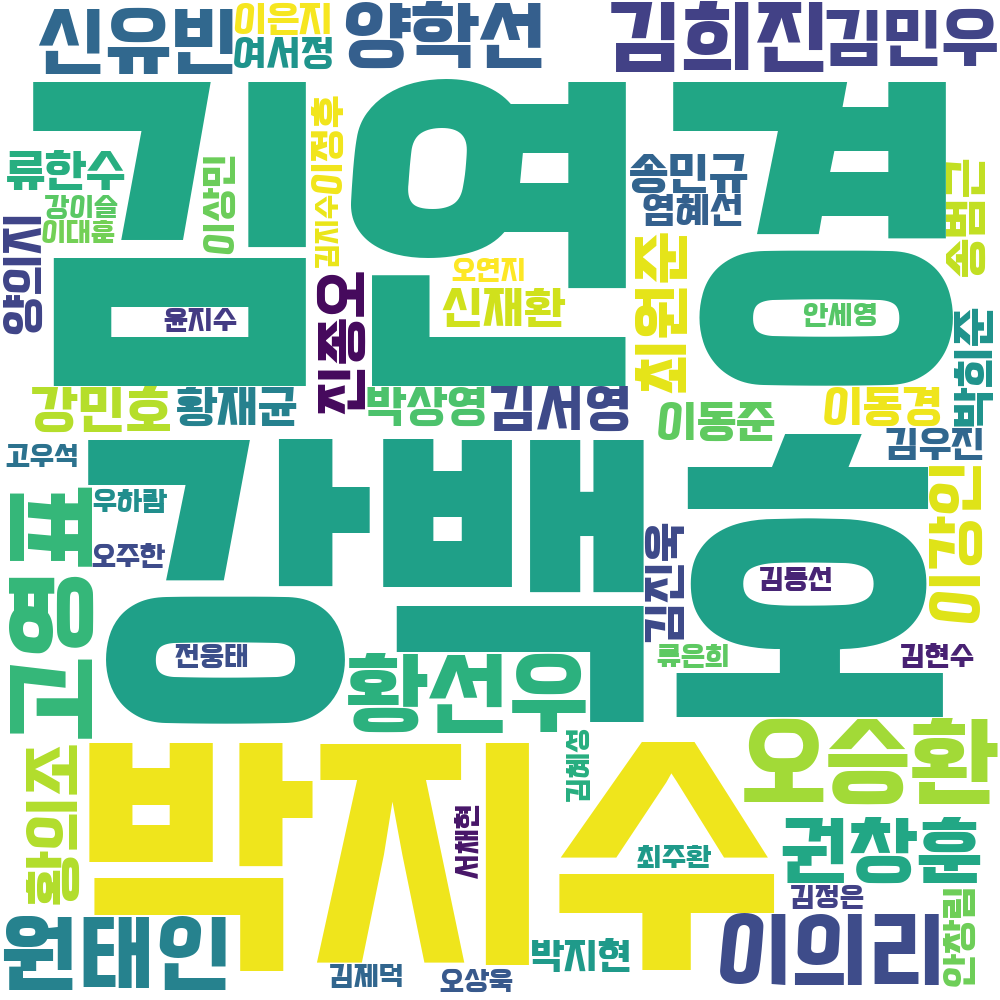 신유빈
이은지
여서정
양학선
김희진
김민우
김연경
류한수
강이슬
이대훈
이상민
이정후
김지수
송민규
염혜선
송범근
양의지
윤지수
진종오
오연지
신재환
최원준
안세영
박희준
강민호
황재균
박상영
김서영
이동준
이동경
김우진
고우석
강백호
우하람
오주한
고영표
김진욱
김동선
이강인
전웅태
황선우
류은희
김현수
박지수
김혜성
오승환
황의조
서채현
최주환
권창훈
김정은
원태인
김제덕
오상욱
박지현
이의리
안창림